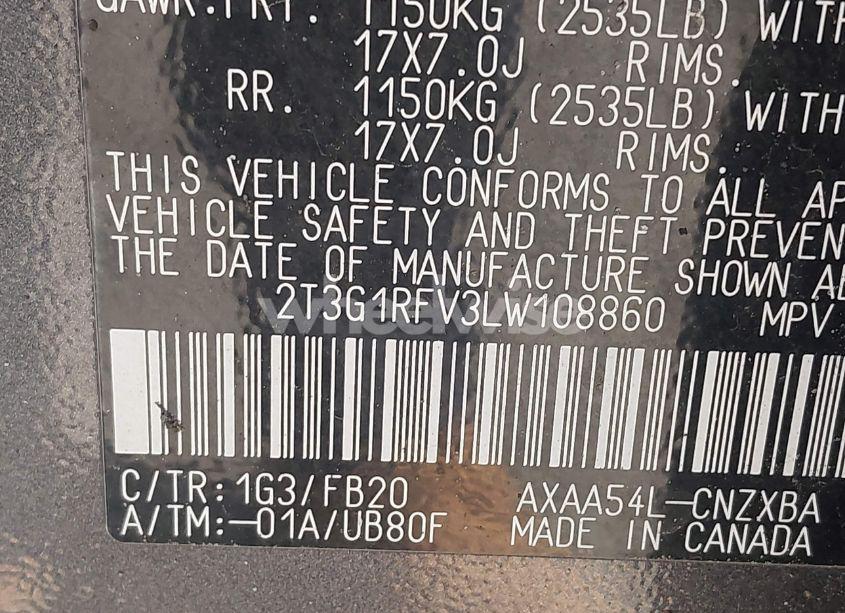 GAWR:FRT. 1150KG (2535LB) WITH
17X7.0J RIMS.
RR. 1150KG (2535LB) WITH
17X7.0J RIMS.
THIS VEHICLE CONFORMS TO ALL AP
VEHICLE SAFETY AND THEFT PREVEN
THE DATE OF MANUFACTURE SHOWN AB
2T3G1RFV3LW108860 MPV
wheelwise
C/TR:1G3/FB20 AXAA54L-CNZXBA
A/TM:-01A/UB80F MADE IN CANADA